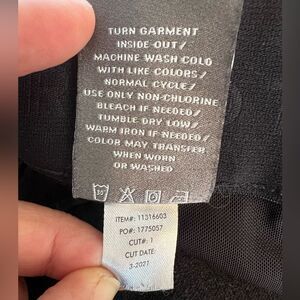 TURN GARMENT
INSIDE OUT/
MACHINE WASH COLD
WITH LIKE COLORS/
NORMAL CYCLE/
USE ONLY NON-CHLORINE
BLEACH IF NEEDED/
TUMBLE DRY LOW/
WARM IRON IF NEEDED/
COLOR MAY TRANSFER
WHEN WORN
OR WASHED
30°
ITEM#: 11316603
PO#: 1775057
CUT#: 1
CUT DATE:
3-2021